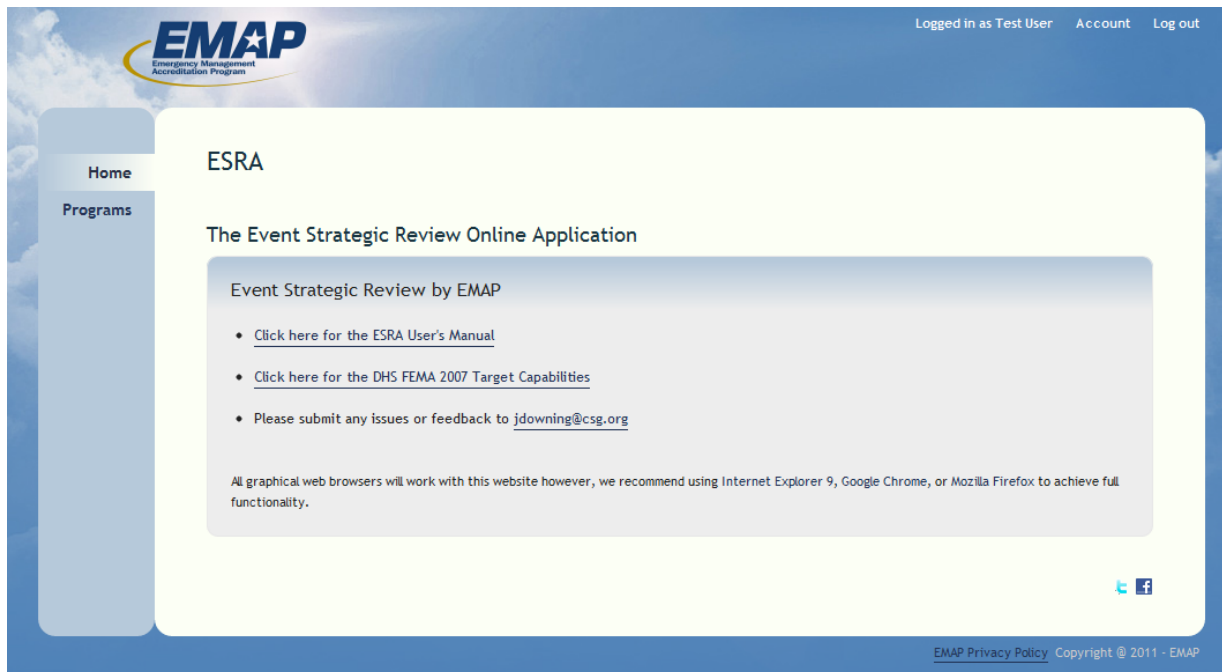 EMAP
Emergency Management
Accreditation Program
Logged in as Test User Account Log out
Home
Programs
ESRA
The Event Strategic Review Online Application
Event Strategic Review by EMAP
• Click here for the ESRA User's Manual
• Click here for the DHS FEMA 2007 Target Capabilities
• Please submit any issues or feedback to jdowning@csg.org
All graphical web browsers will work with this website however, we recommend using Internet Explorer 9, Google Chrome, or Mozilla Firefox to achieve full
functionality.
EMAP Privacy Policy Copyright @ 2011 - EMAP